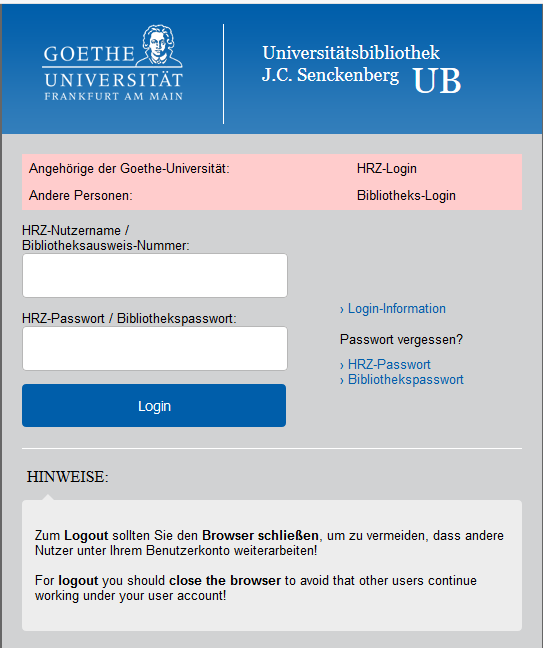 GOETHE
UNIVERSITÄT
FRANKFURT AM MAIN
Universitätsbibliothek
J.C. Senckenberg UB
Angehörige der Goethe-Universität: HRZ-Login
Andere Personen: Bibliotheks-Login
HRZ-Nutzername /
Bibliotheksausweis-Nummer:
HRZ-Passwort / Bibliothekspasswort:
Login
› Login-Information
Passwort vergessen?
› HRZ-Passwort
› Bibliothekspasswort
HINWEISE:
Zum Logout sollten Sie den Browser schließen, um zu vermeiden, dass andere
Nutzer unter Ihrem Benutzerkonto weiterarbeiten!
For logout you should close the browser to avoid that other users continue
working under your user account!